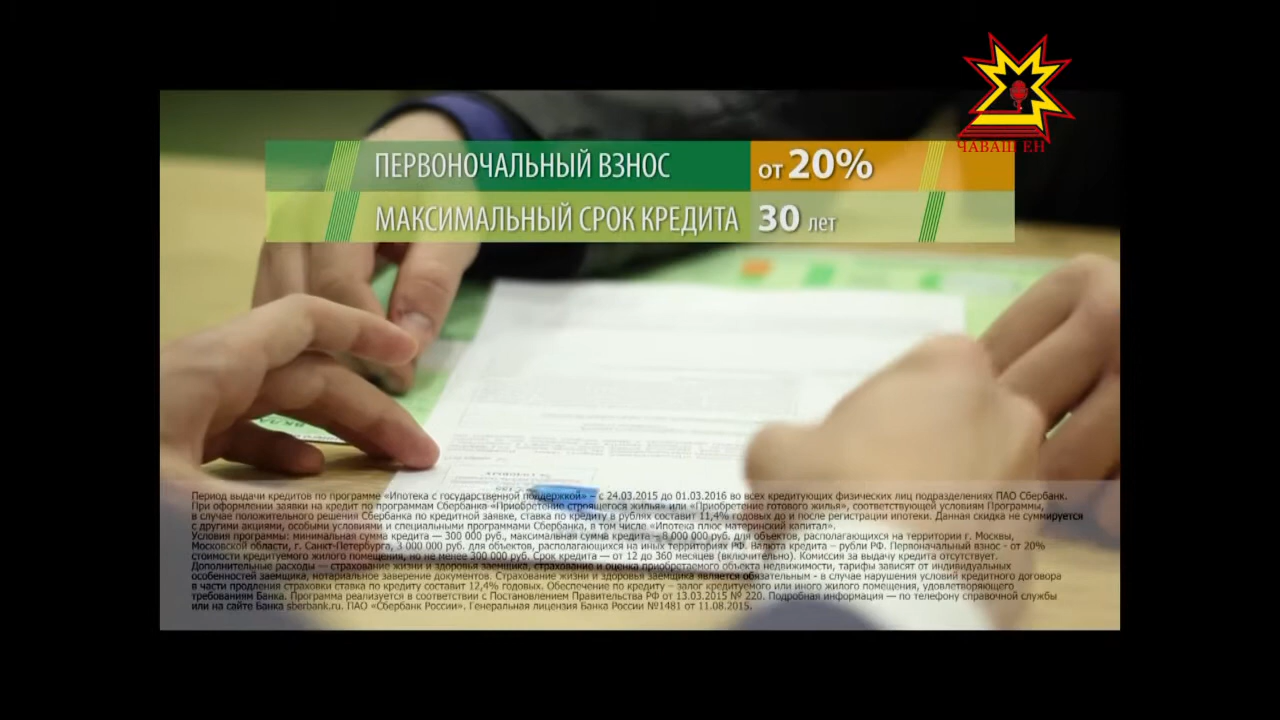 ЧАВАШ ЕН
ПЕРВОНОЧАЛЬНЫЙ ВЗНОС от 20%
МАКСИМАЛЬНЫЙ СРОК КРЕДИТА 30 лет
Период выдачи кредитов по программе «Ипотека с государственной поддержкой» – с 24.03.2015 до 01.03.2016 во всех кредитующих физических лиц подразделениях ПАО Сбербанк.
При оформлении заявки на кредит по программам Сбербанка «Приобретение строящегося жилья» или «Приобретение готового жилья», соответствующей условиям Программы,
в случае положительного решения Сбербанка по кредитной заявке, ставка по кредиту в рублях составит 11,4% годовых до и после регистрации ипотеки. Данная скидка не суммируется
с другими акциями, особыми условиями и специальными программами Сбербанка, в том числе «Ипотека плюс материнский капитал».
Условия программы: минимальная сумма кредита — 300 000 руб., максимальная сумма кредита – 8 000 000 руб. для объектов, располагающихся на территории г. Москвы,
Московской области, г. Санкт-Петербурга, 3 000 000 руб. для объектов, располагающихся на иных территориях РФ. Валюта кредита – рубли РФ. Первоначальный взнос - от 20%
стоимости кредитуемого жилого помещения, но не менее 300 000 руб. Срок кредита — от 12 до 360 месяцев (включительно). Комиссия за выдачу кредита отсутствует.
Дополнительные расходы — страхование жизни и здоровья заемщика, страхование и оценка приобретаемого объекта недвижимости, тарифы зависят от индивидуальных
особенностей заемщика, нотариальное заверение документов. Страхование жизни и здоровья заемщика является обязательным - в случае нарушения условий кредитного договора
в части продления страховки ставка по кредиту составит 12,4% годовых. Обеспечение по кредиту – залог кредитуемого или иного жилого помещения, удовлетворяющего
требованиям Банка. Программа реализуется в соответствии с Постановлением Правительства РФ от 13.03.2015 № 220. Подробная информация — по телефону справочной службы
или на сайте Банка sberbank.ru. ПАО «Сбербанк России». Генеральная лицензия Банка России №1481 от 11.08.2015.